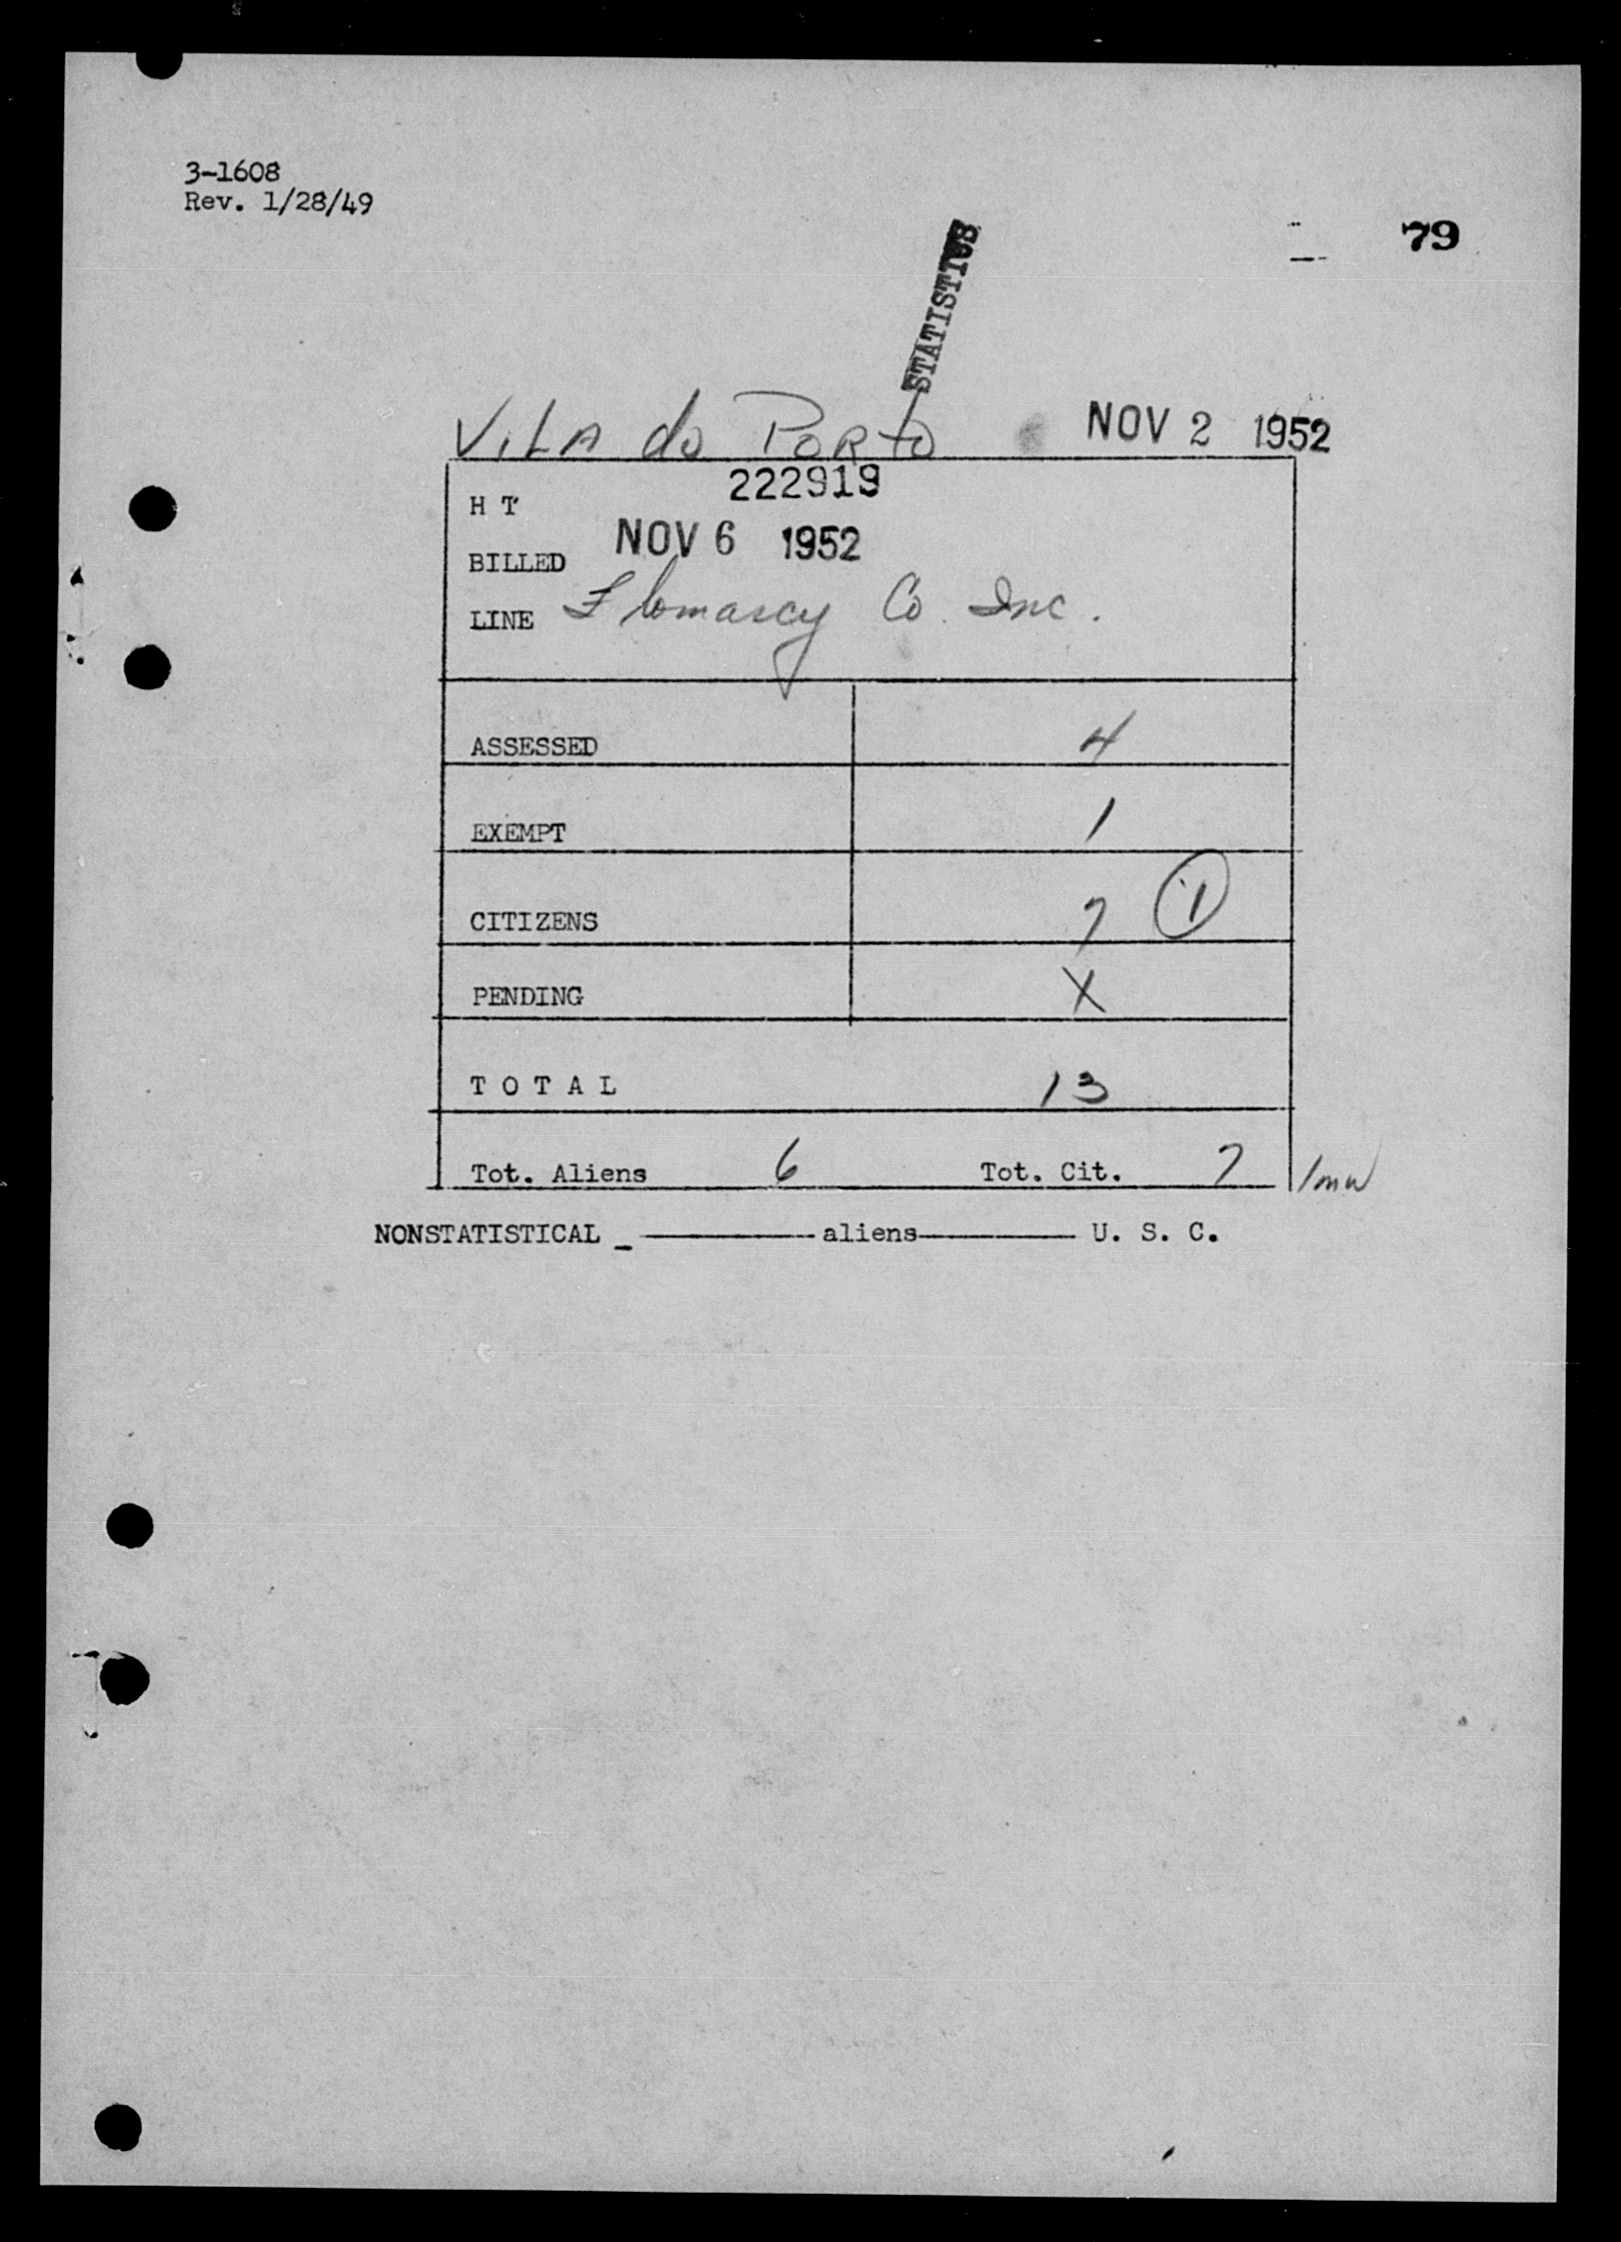 3-1608
Rev. 1/28/49
79
STATISTICS
Vila do Porto NOV 2 1952
H T 222919
BILLED NOV 6 1952
LINE Co. Inc.
ASSESSED 4
EXEMPT 1
CITIZENS 7 1
PENDING X
T O T A L 13
Tot. Aliens 6 Tot. Cit. 7
NONSTATISTICAL _ ———— aliens ———— U. S. C.